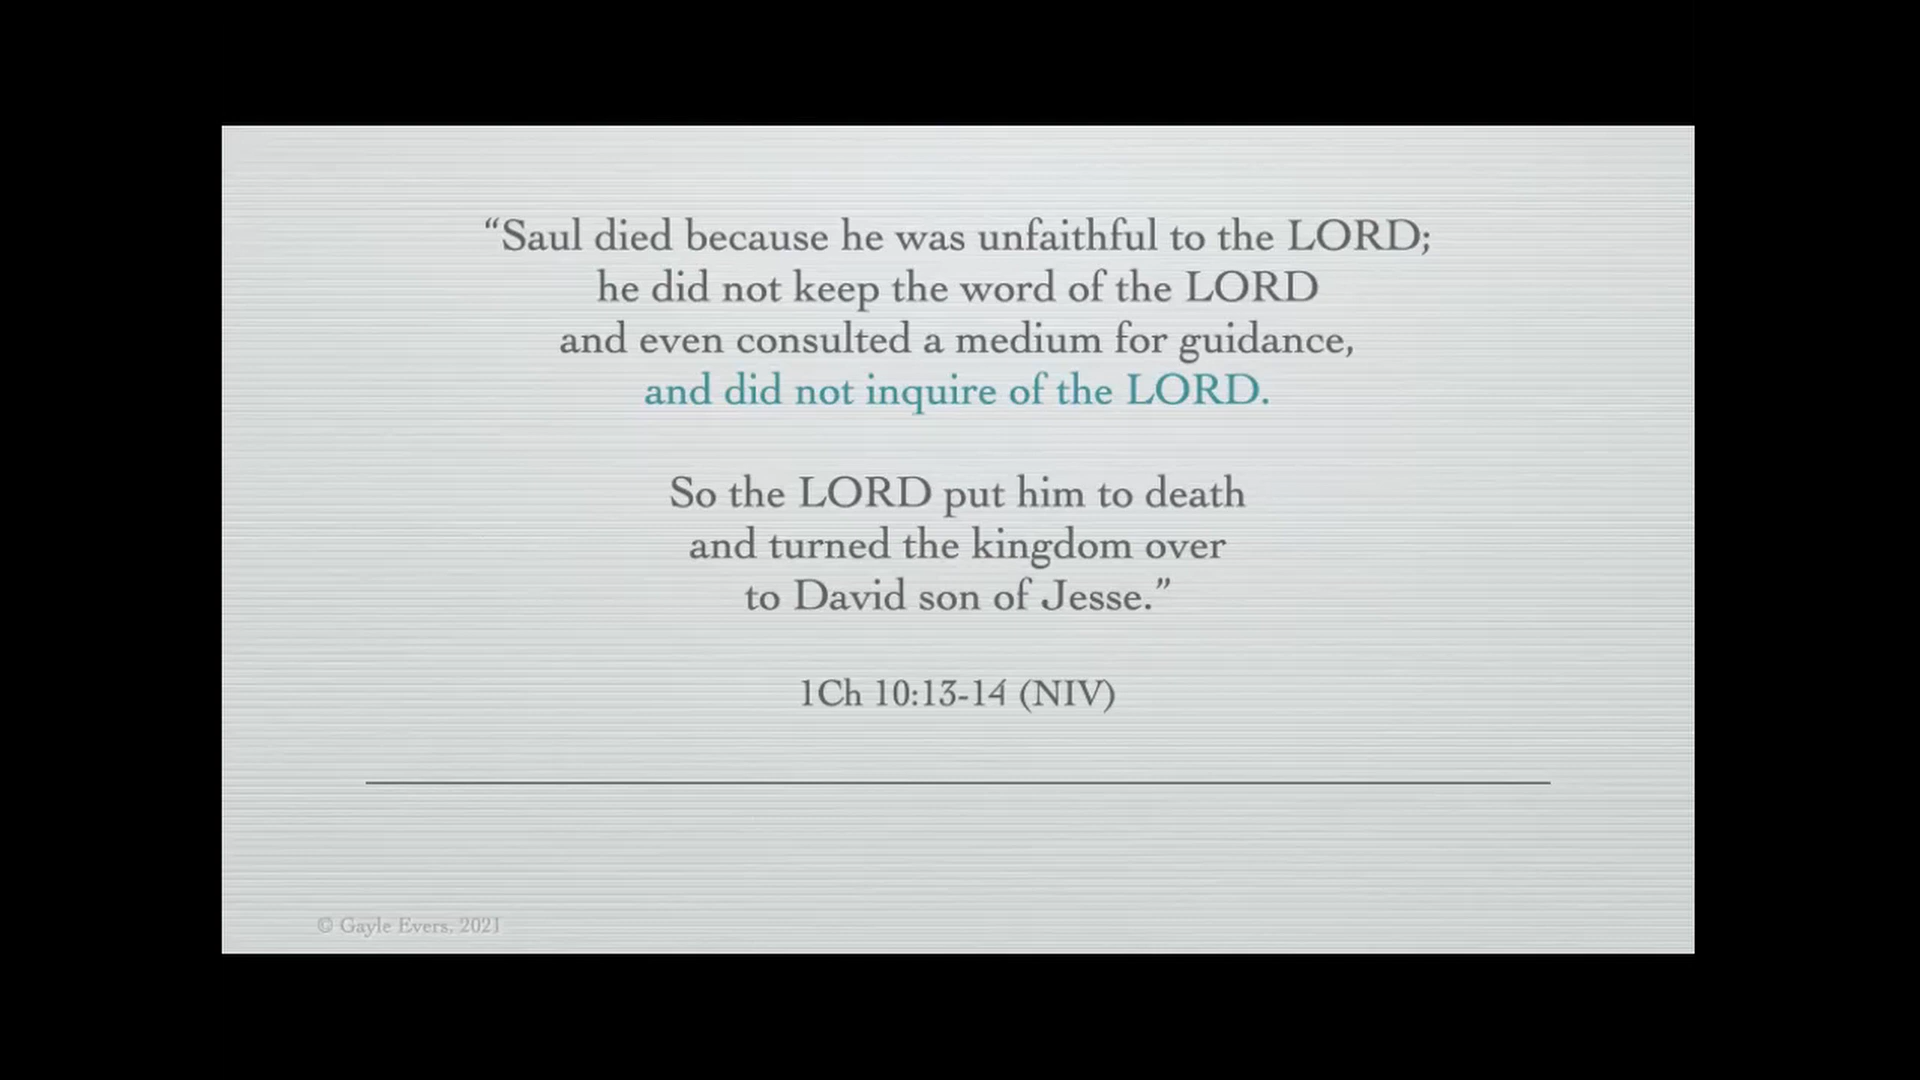 “Saul died because he was unfaithful to the LORD;
he did not keep the word of the LORD
and even consulted a medium for guidance,
and did not inquire of the LORD.
So the LORD put him to death
and turned the kingdom over
to David son of Jesse.”
1Ch 10:13-14 (NIV)
© Gayle Evers, 2021